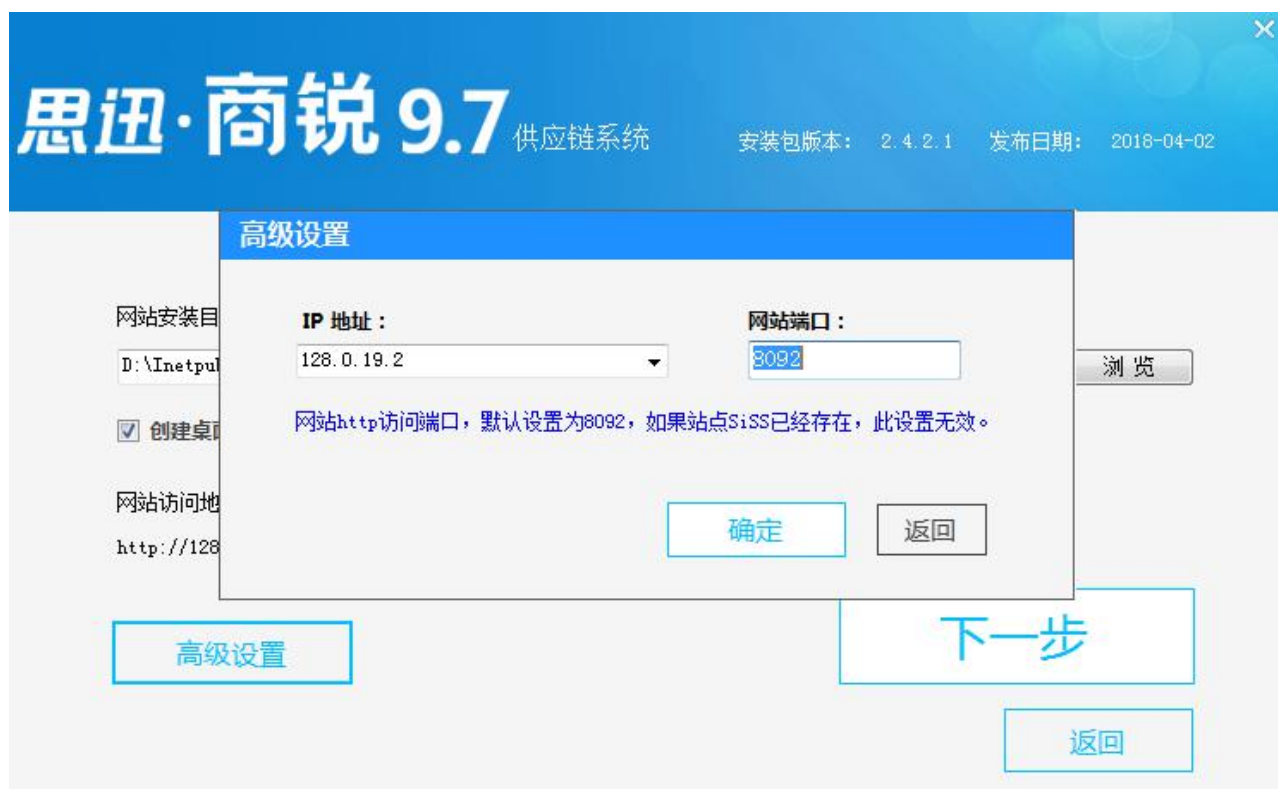 思迅·商锐 9.7 供应链系统 安装包版本： 2.4.2.1 发布日期： 2018-04-02
高级设置
网站安装目
IP 地址：
网站端口：
D:\Inetpu
128.0.19.2
8092
浏 览
创建桌
网站http访问端口，默认设置为8092，如果站点SiSS已经存在，此设置无效。
网站访问地
http://128
确定
返回
高级设置
下一步
返回